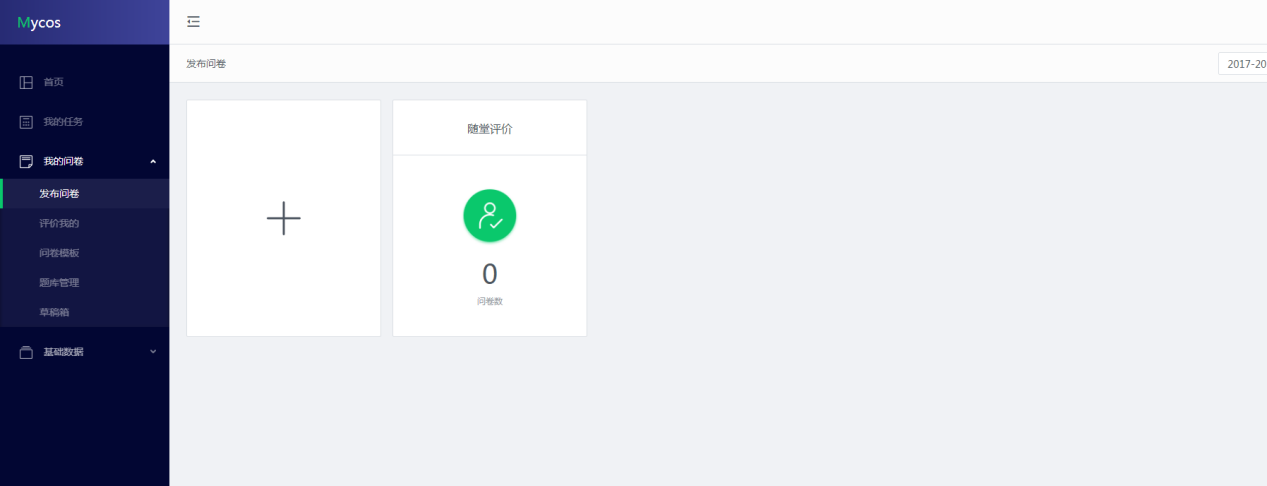 Mycos
首页
我的任务
我的问卷
发布问卷
评价我的
问卷模板
题库管理
草稿箱
基础数据
发布问卷
2017-20
随堂评价
0
问卷数